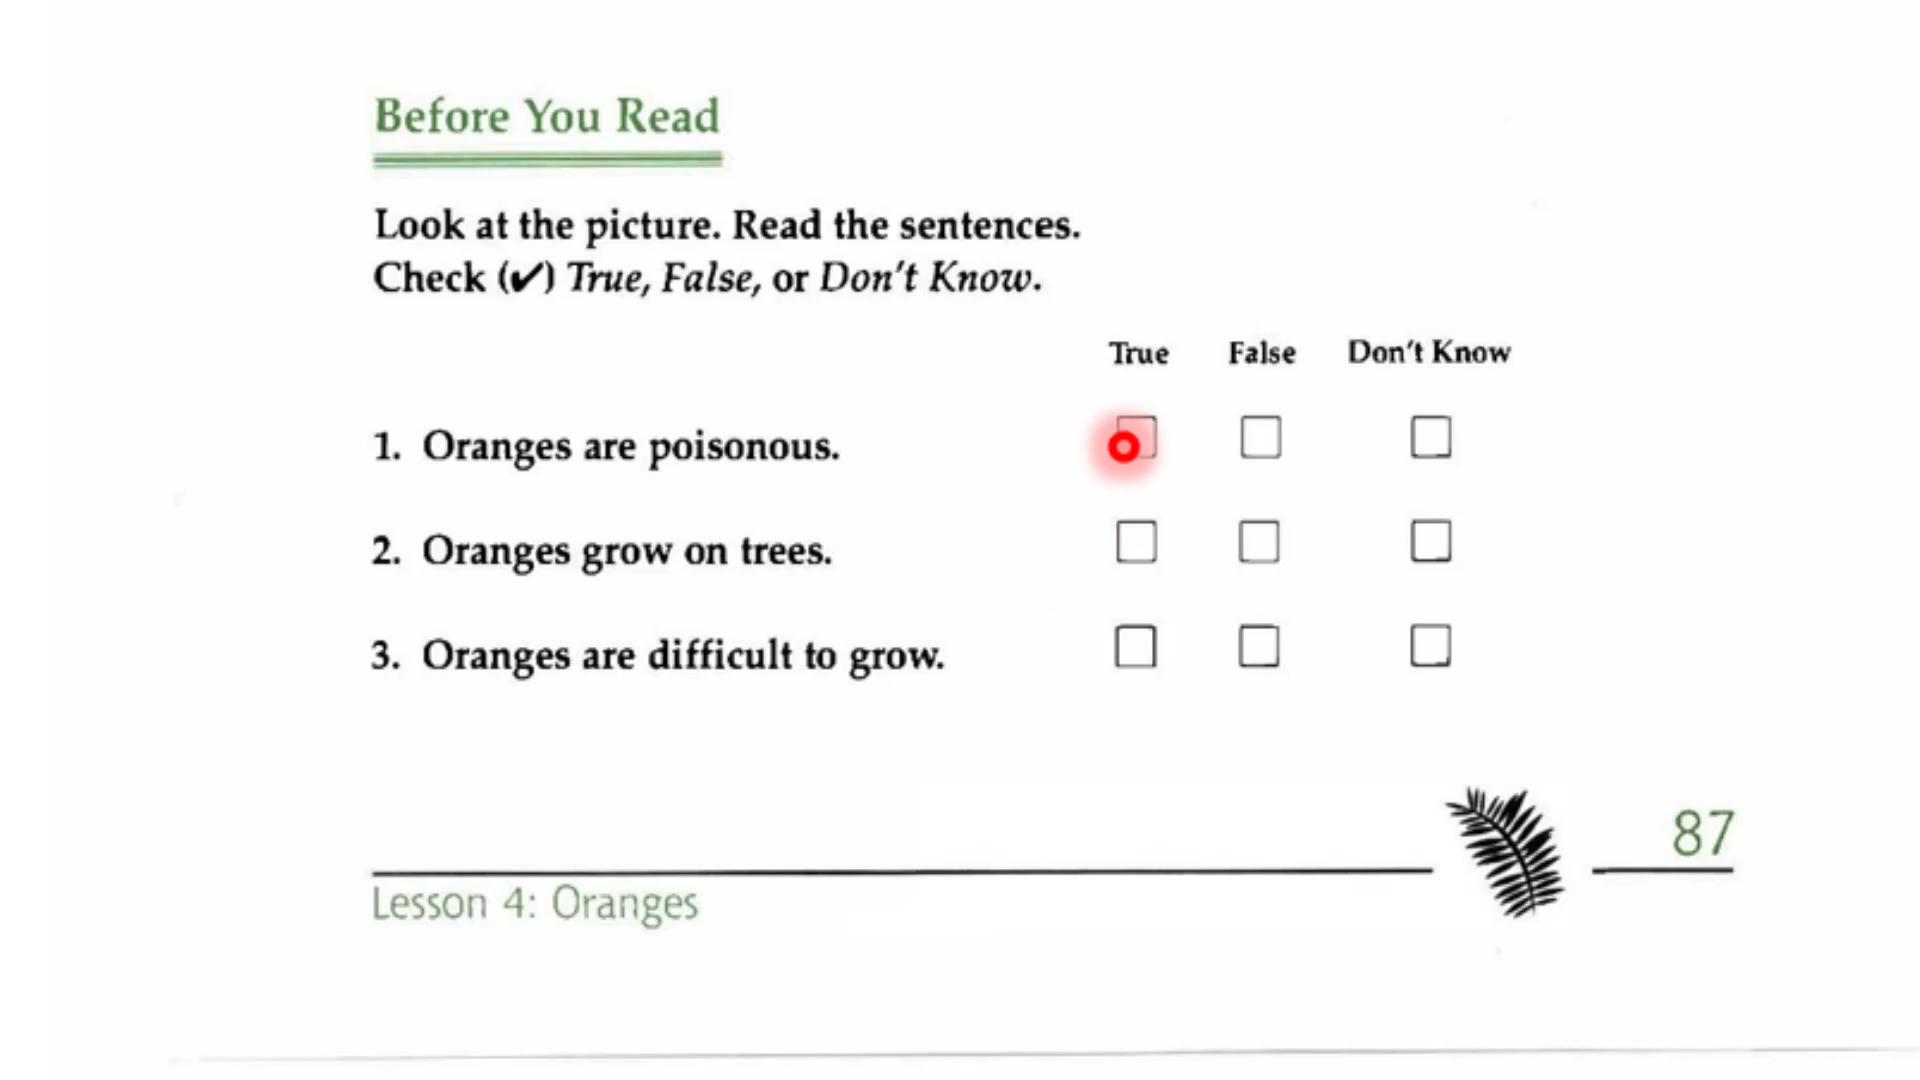 Before You Read
Look at the picture. Read the sentences.
Check (✔) True, False, or Don't Know.
True False Don't Know
1. Oranges are poisonous.
2. Oranges grow on trees.
3. Oranges are difficult to grow.
87
Lesson 4: Oranges